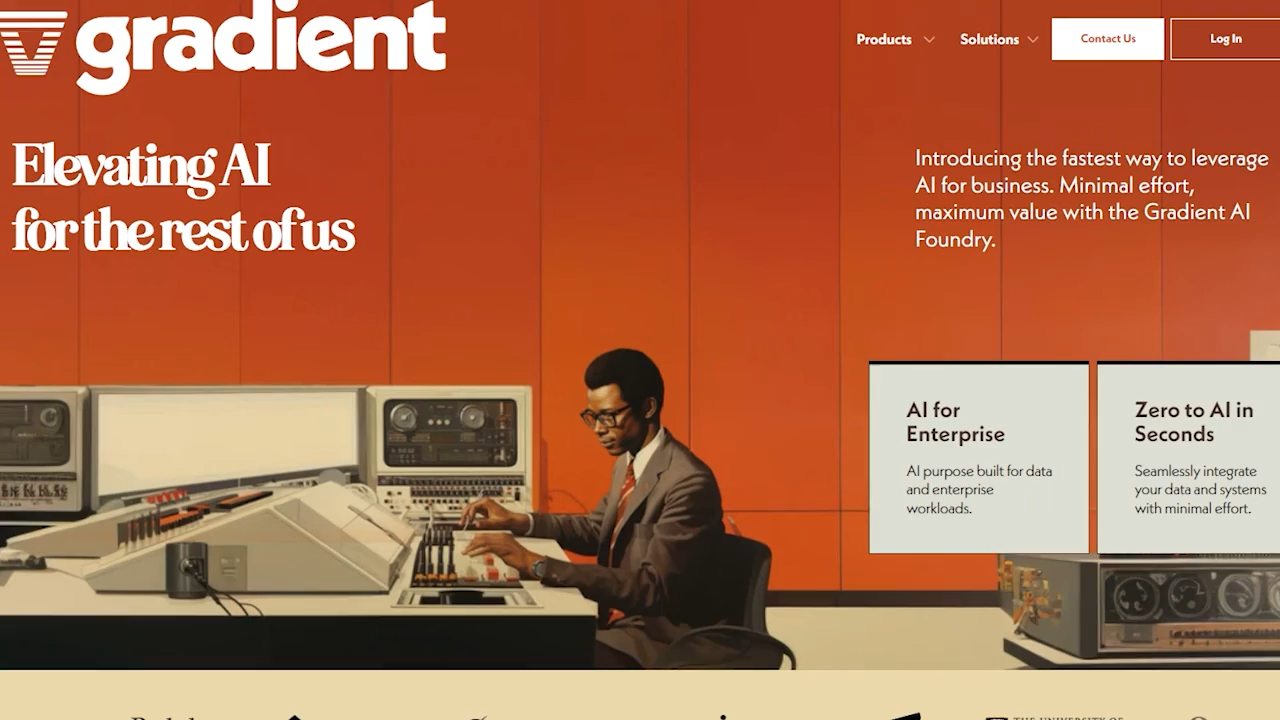 gradient
Products
Solutions
Contact Us
Log In
Elevating AI
for the rest of us
Introducing the fastest way to leverage
AI for business. Minimal effort,
maximum value with the Gradient AI
Foundry.
AI for
Enterprise
AI purpose built for data
and enterprise
workloads.
Zero to AI in
Seconds
Seamlessly integrate
your data and systems
with minimal effort.
THE UNIVERSITY OF